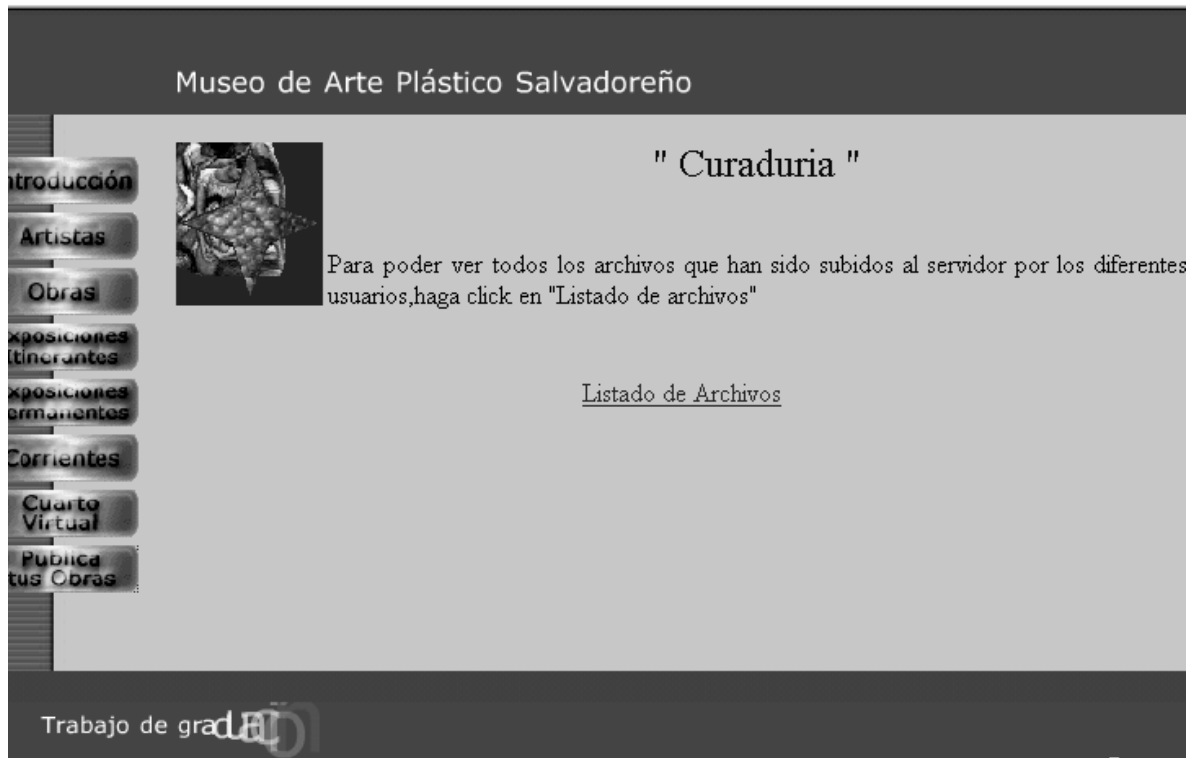 Museo de Arte Plástico Salvadoreño
" Curaduria "
ntroducción
Artistas
Obras
xposiciones
Itinerantes
xposiciones
ermanentes
Corrientes
Cuarto
Virtual
Publica
tus Obras
Para poder ver todos los archivos que han sido subidos al servidor por los diferentes
usuarios,haga click en "Listado de archivos"
Listado de Archivos
Trabajo de graduación